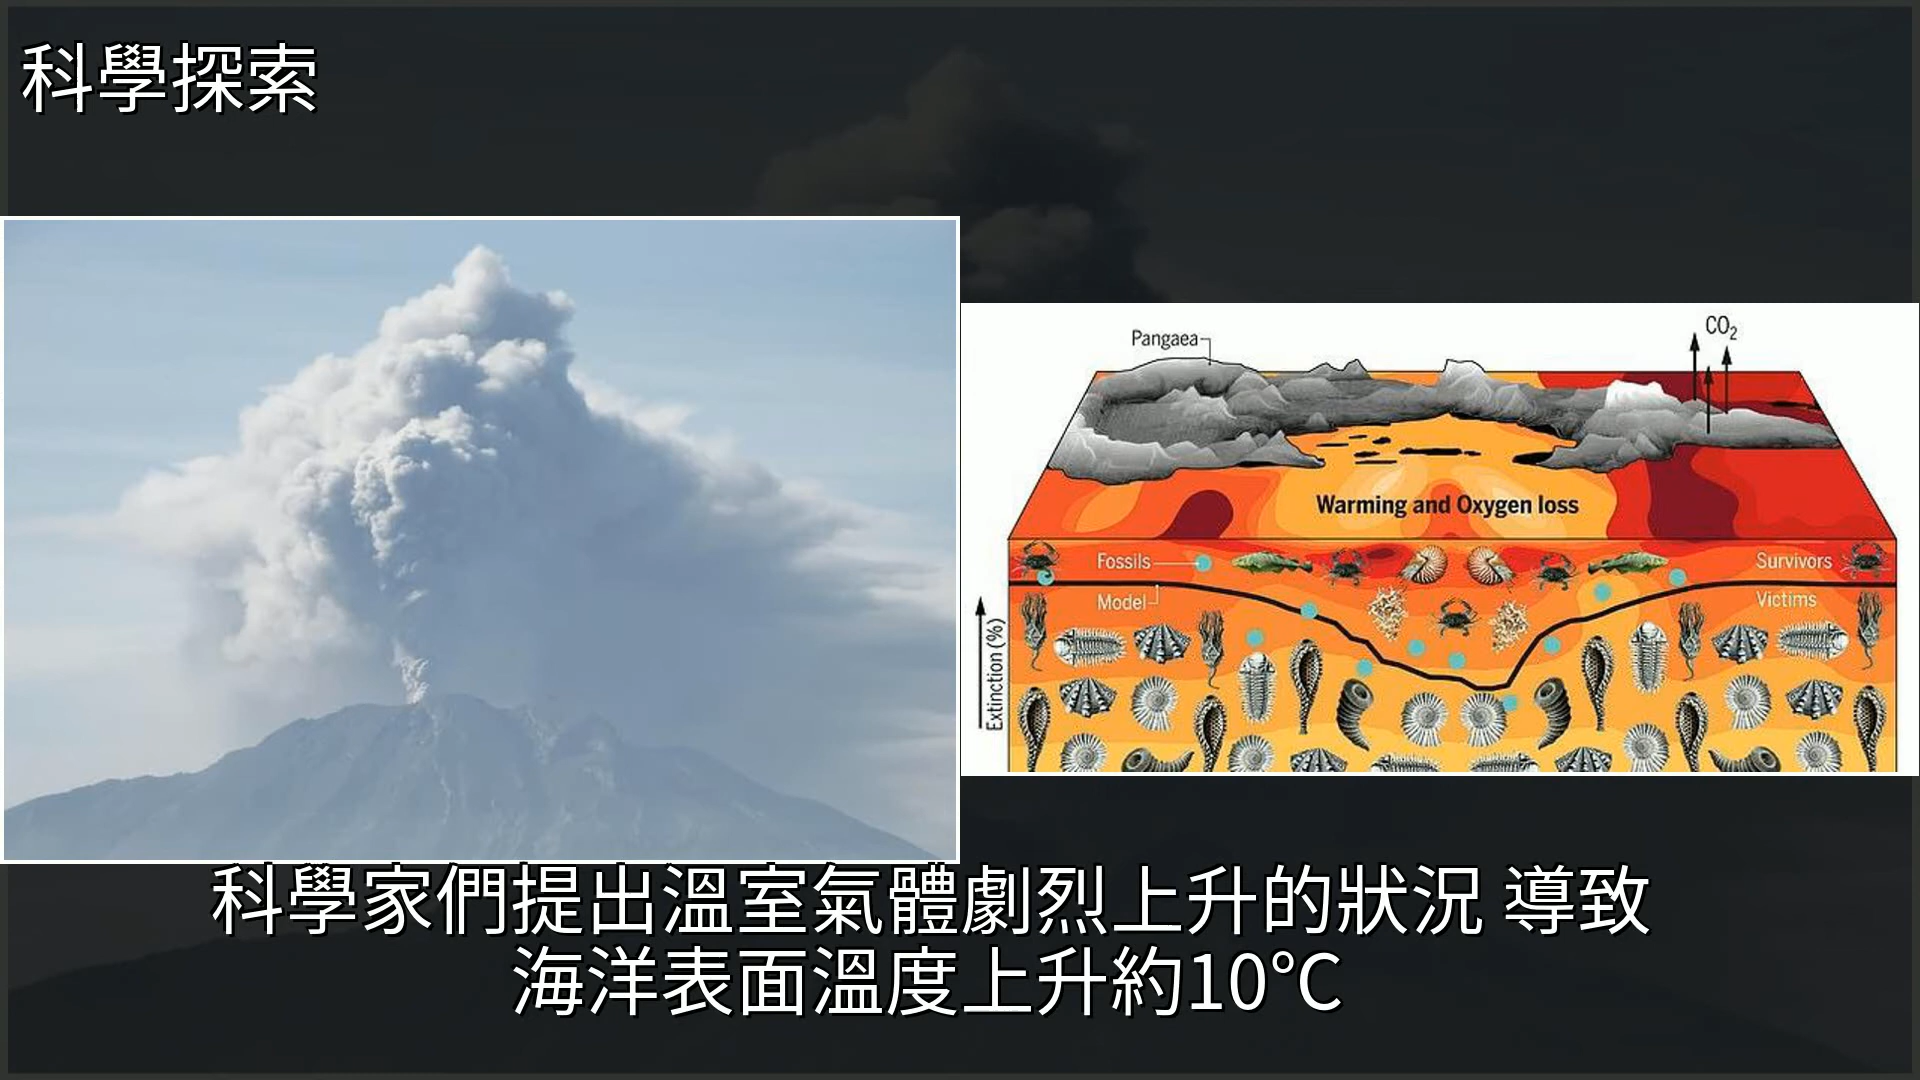 科學探索
Pangaea
CO₂
Warming and Oxygen loss
Fossils
Survivors
Model
Victims
Extinction (%)
科學家們提出溫室氣體劇烈上升的狀況 導致
海洋表面溫度上升約10°C